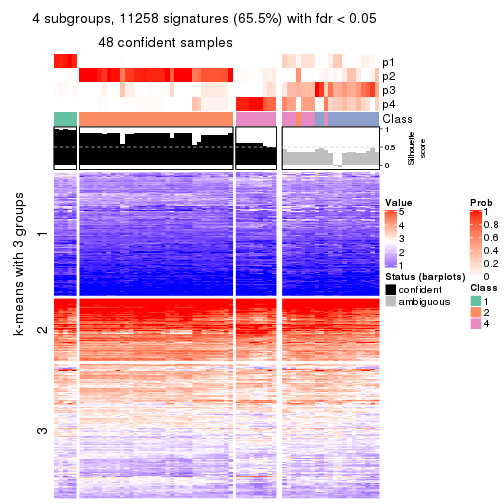 4 subgroups, 11258 signatures (65.5%) with fdr < 0.05
48 confident samples
p1
p2
p3
p4
Class
1
0.5
0
Silhouette
score
k-means with 3 groups
1
2
3
Value
5
4
3
2
1
Status (barplots)
confident
ambiguous
Prob
1
0.8
0.6
0.4
0.2
0
Class
1
2
4